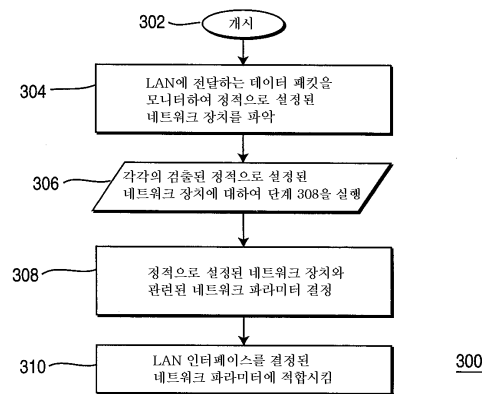 302
개시
304
LAN에 전달하는 데이터 패킷을
모니터하여 정적으로 설정된
네트워크 장치를 파악
306
각각의 검출된 정적으로 설정된
네트워크 장치에 대하여 단계 308을 실행
308
정적으로 설정된 네트워크 장치와
관련된 네트워크 파라미터 결정
310
LAN 인터페이스를 결정된
네트워크 파라미터에 적합시킴
300